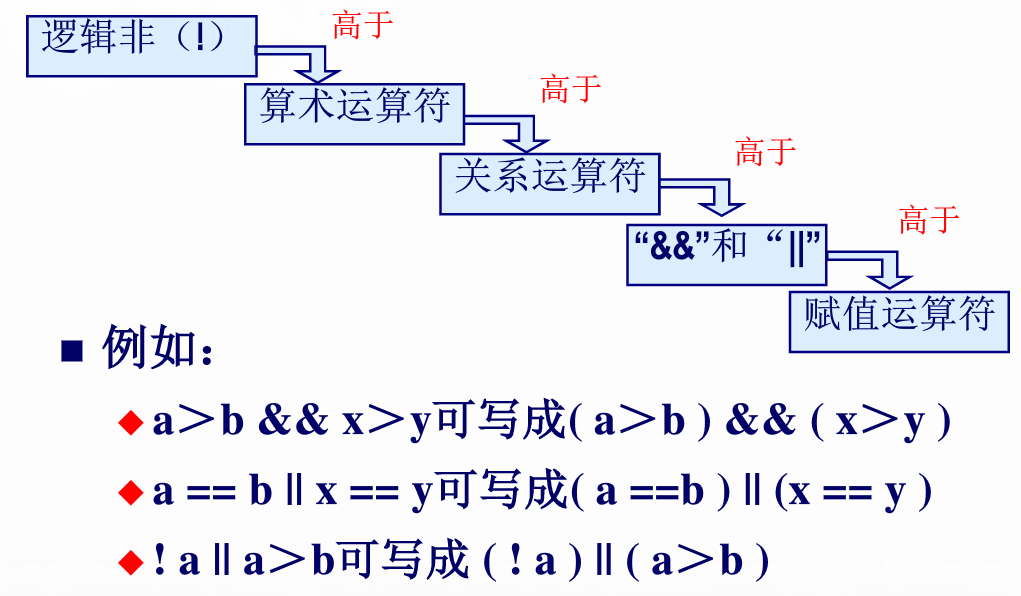 逻辑非（!）
高于
算术运算符
高于
关系运算符
高于
“&&”和“||”
高于
赋值运算符
例如：
a＞b && x＞y可写成( a＞b ) && ( x＞y )
a == b || x == y可写成( a ==b ) || (x == y )
! a || a＞b可写成 ( ! a ) || ( a＞b )